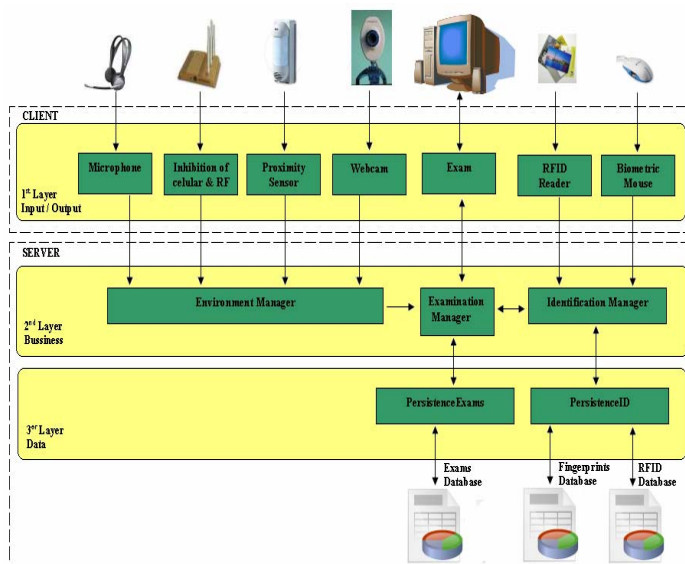 CLIENT
Microphone
Inhibition of
celular & RF
Proximity
Sensor
Webcam
Exam
RFID
Reader
Biometric
Mouse
1st Layer
Input / Output
SERVER
Environment Manager
Examination
Manager
Identification Manager
2nd Layer
Bussiness
PersistenceExams
PersistenceID
3er Layer
Data
Exams
Database
Fingerprints
Database
RFID
Database